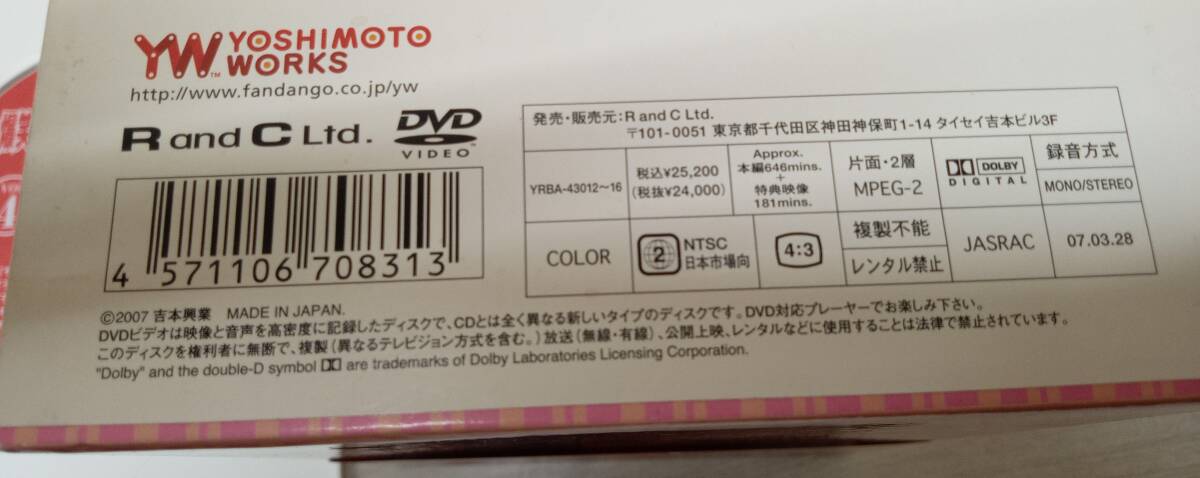 YW YOSHIMOTO WORKS™
http://www.fandango.co.jp/yw
R and C Ltd. DVD VIDEO™
4 571106 708313
発売・販売元:R and C Ltd.
〒101-0051 東京都千代田区神田神保町1-14 タイセイ吉本ビル3F
YRBA-43012～16
税込¥25,200
(税抜¥24,000)
Approx.
本編646mins.
+
特典映像
181mins.
片面・2層
MPEG-2
DOLBY
DIGITAL
録音方式
MONO/STEREO
COLOR
2
NTSC
日本市場向
4:3
複製不能
レンタル禁止
JASRAC
07.03.28
©2007 吉本興業 MADE IN JAPAN.
DVDビデオは映像と音声を高密度に記録したディスクで、CDとは全く異なる新しいタイプのディスクです。DVD対応プレーヤーでお楽しみ下さい。
このディスクを権利者に無断で、複製(異なるテレビジョン方式を含む。)放送(無線・有線)、公開上映、レンタルなどに使用することは法律で禁止されています。
"Dolby" and the double-D symbol are trademarks of Dolby Laboratories Licensing Corporation.